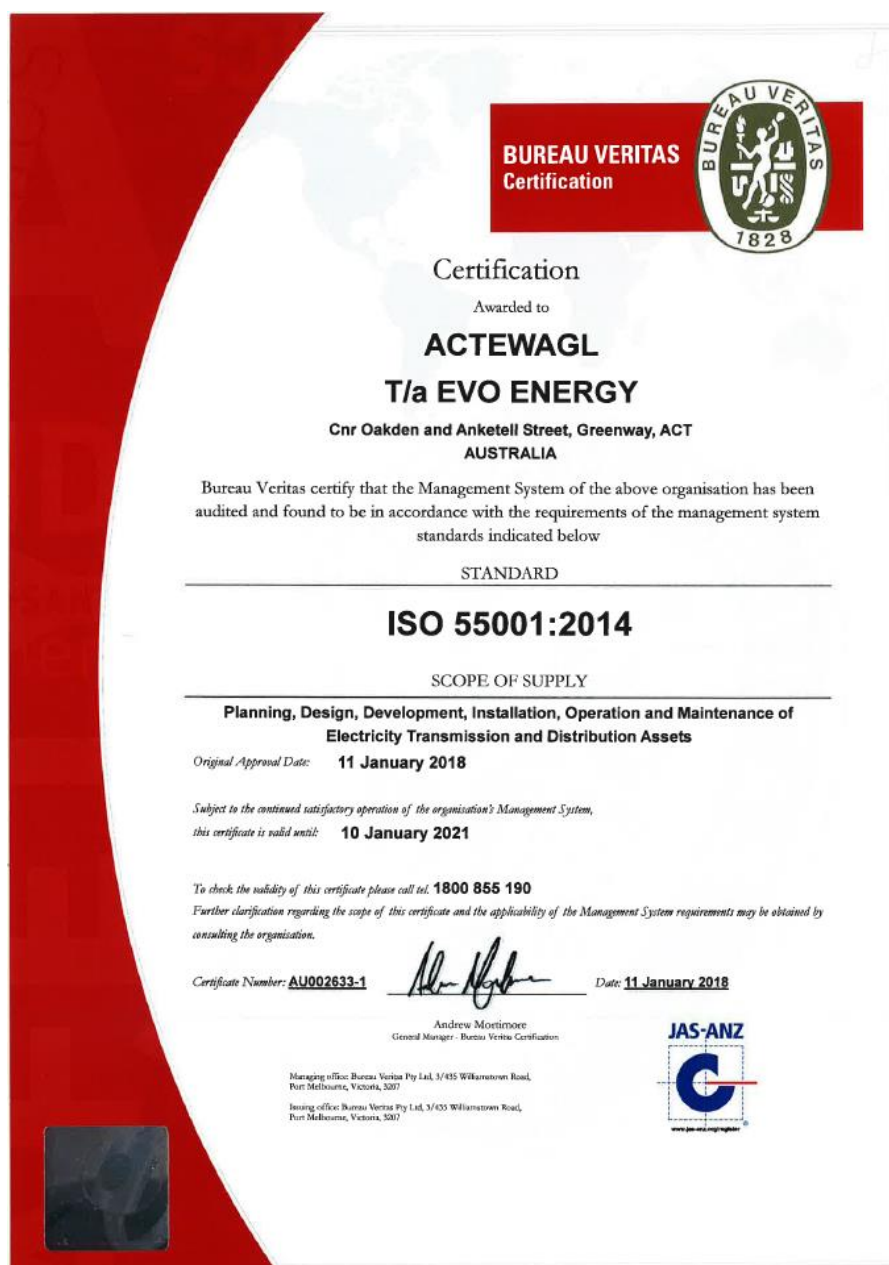 BUREAU VERITAS
Certification
BUREAU VERITAS
1828
Certification
Awarded to
ACTEWAGL
T/a EVO ENERGY
Cnr Oakden and Anketell Street, Greenway, ACT
AUSTRALIA
Bureau Veritas certify that the Management System of the above organisation has been
audited and found to be in accordance with the requirements of the management system
standards indicated below
STANDARD
ISO 55001:2014
SCOPE OF SUPPLY
Planning, Design, Development, Installation, Operation and Maintenance of
Electricity Transmission and Distribution Assets
Original Approval Date: 11 January 2018
Subject to the continued satisfactory operation of the organisation's Management System,
this certificate is valid until: 10 January 2021
To check the validity of this certificate please call tel. 1800 855 190
Further clarification regarding the scope of this certificate and the applicability of the Management System requirements may be obtained by
consulting the organisation.
Certificate Number: AU002633-1 Date: 11 January 2018
Andrew Mortimore
General Manager - Bureau Veritas Certification
JAS-ANZ
www.jas-anz.org/register
Managing office: Bureau Veritas Pty Ltd, 3/435 Williamstown Road,
Port Melbourne, Victoria, 3207
Issuing office: Bureau Veritas Pty Ltd, 3/435 Williamstown Road,
Port Melbourne, Victoria, 3207